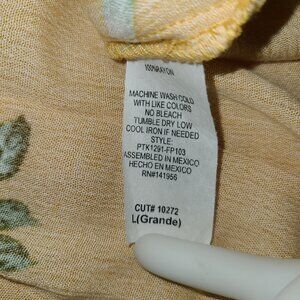 100%RAYON
MACHINE WASH COLD
WITH LIKE COLORS
NO BLEACH
TUMBLE DRY LOW
COOL IRON IF NEEDED
STYLE:
PTK1291-FP103
ASSEMBLED IN MEXICO
HECHO EN MEXICO
RN#141956
CUT# 10272
L(Grande)